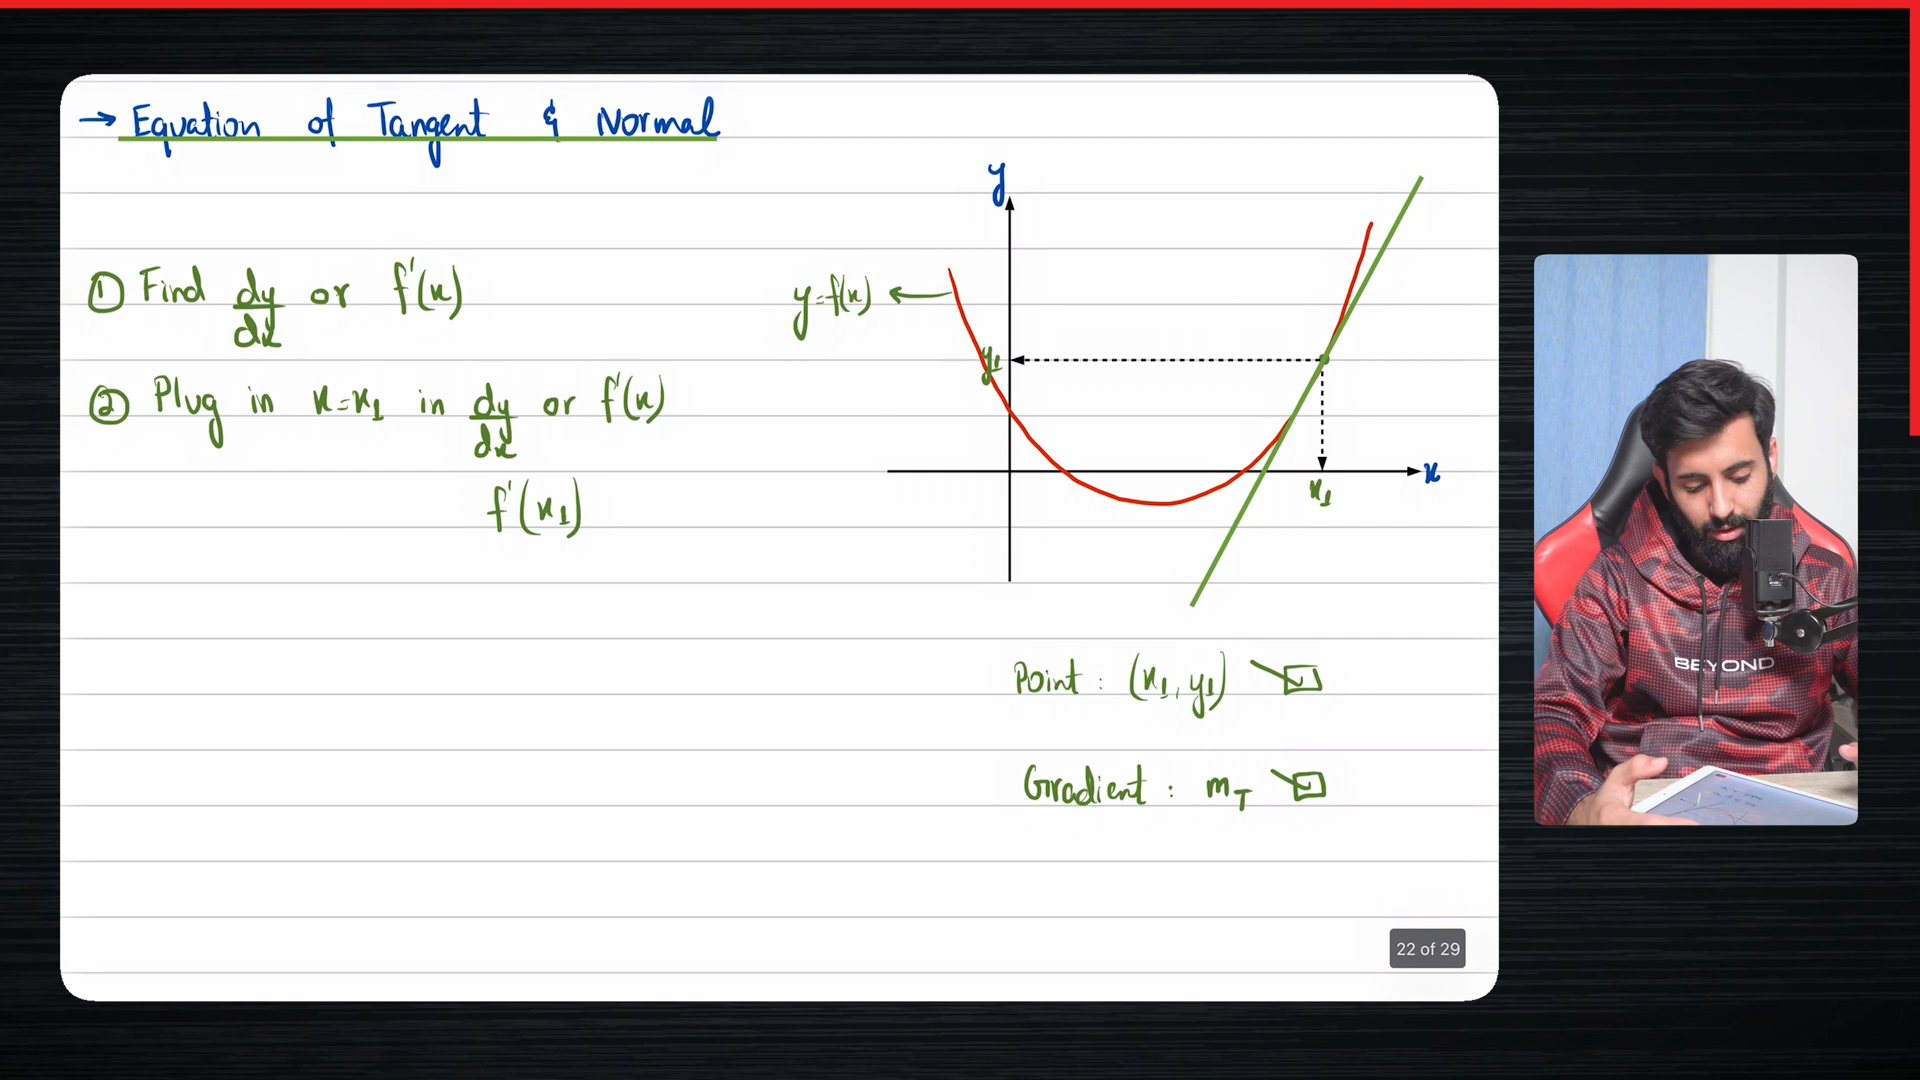 → Equation of Tangent & Normal
① Find dy/dx or f'(x)
② Plug in x=x₁ in dy/dx or f'(x)
f'(x₁)
y
y=f(x)
y₁
x₁
x
Point : (x₁, y₁)
Gradient : m_T
22 of 29
BEYOND